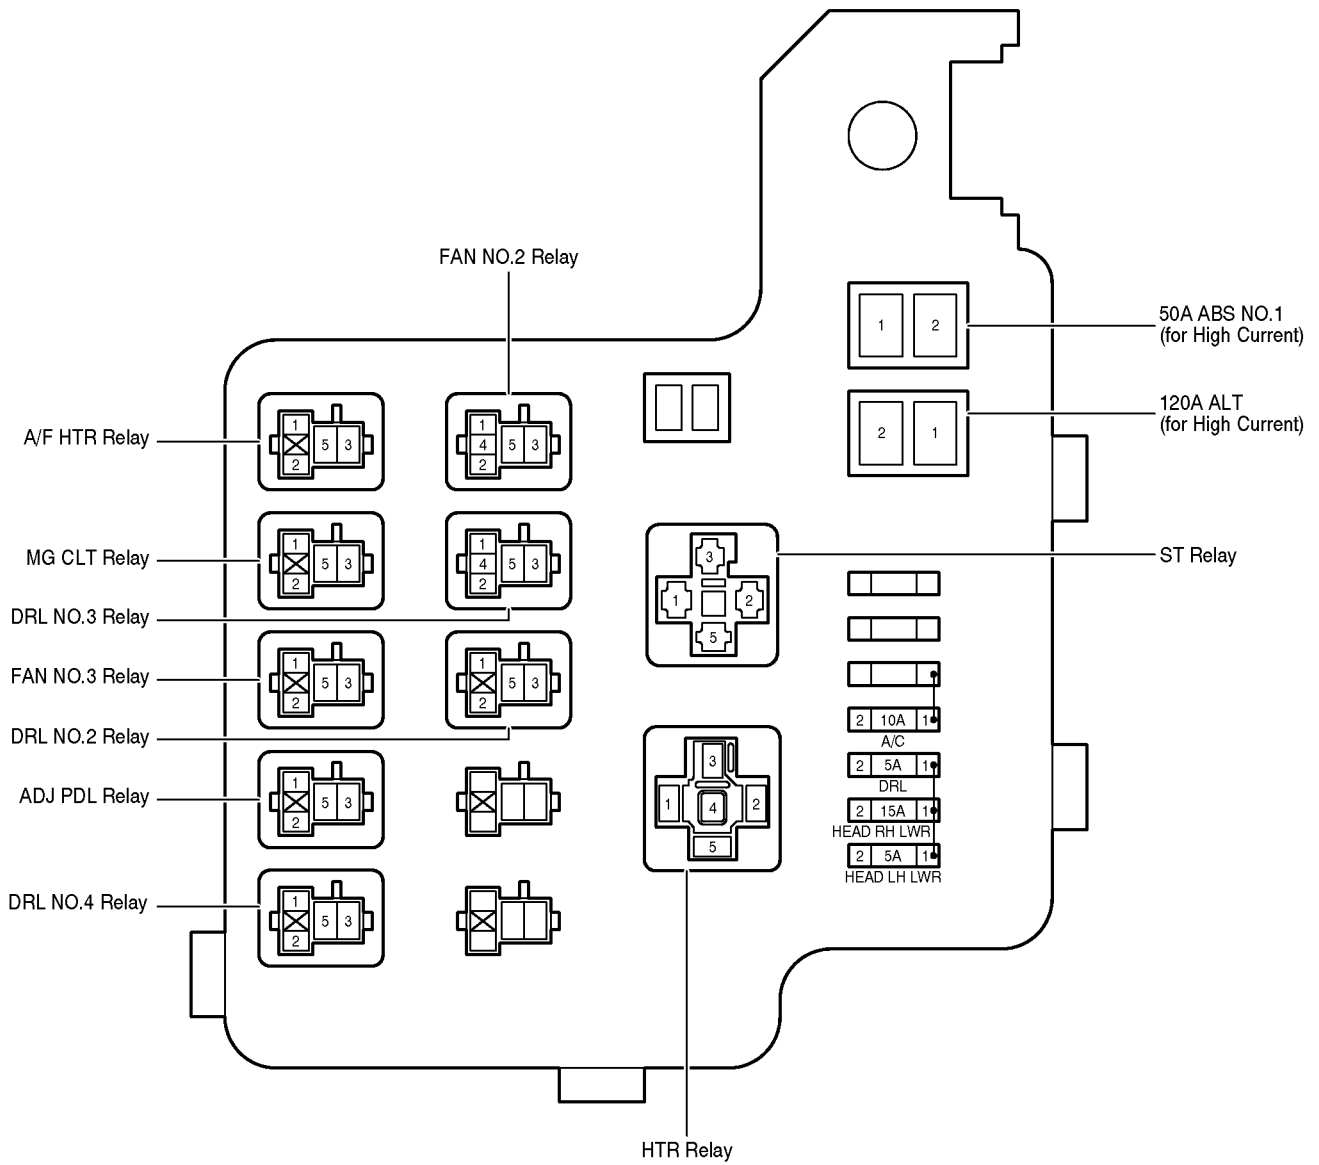 FAN NO.2 Relay
50A ABS NO.1
(for High Current)
1 2
120A ALT
(for High Current)
2 1
A/F HTR Relay
1
5 3
2
1
4 5 3
2
MG CLT Relay
1
5 3
2
1
4 5 3
2
ST Relay
3
1 2
5
DRL NO.3 Relay
FAN NO.3 Relay
1
5 3
2
1
5 3
2
DRL NO.2 Relay
2 10A 1
A/C
2 5A 1
DRL
2 15A 1
HEAD RH LWR
2 5A 1
HEAD LH LWR
ADJ PDL Relay
1
5 3
2
3
1 4 2
5
DRL NO.4 Relay
1
5 3
2
HTR Relay